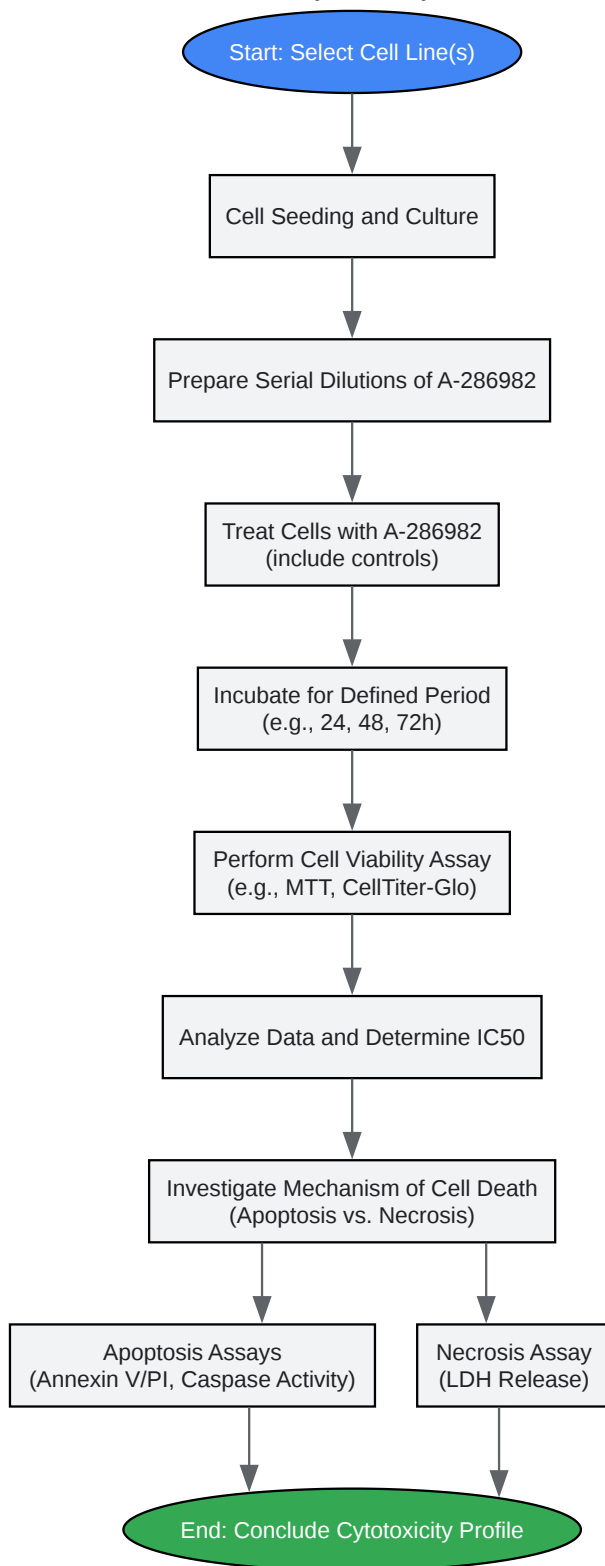 Start: Select Cell Line(s)
Cell Seeding and Culture
Prepare Serial Dilutions of A-286982
Treat Cells with A-286982
(include controls)
Incubate for Defined Period
(e.g., 24, 48, 72h)
Perform Cell Viability Assay
(e.g., MTT, CellTiter-Glo)
Analyze Data and Determine IC50
Investigate Mechanism of Cell Death
(Apoptosis vs. Necrosis)
Apoptosis Assays
(Annexin V/PI, Caspase Activity)
Necrosis Assay
(LDH Release)
End: Conclude Cytotoxicity Profile